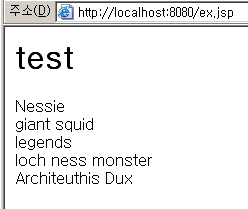 주소(D) http://localhost:8080/ex.jsp
test
Nessie
giant squid
legends
loch ness monster
Architeuthis Dux